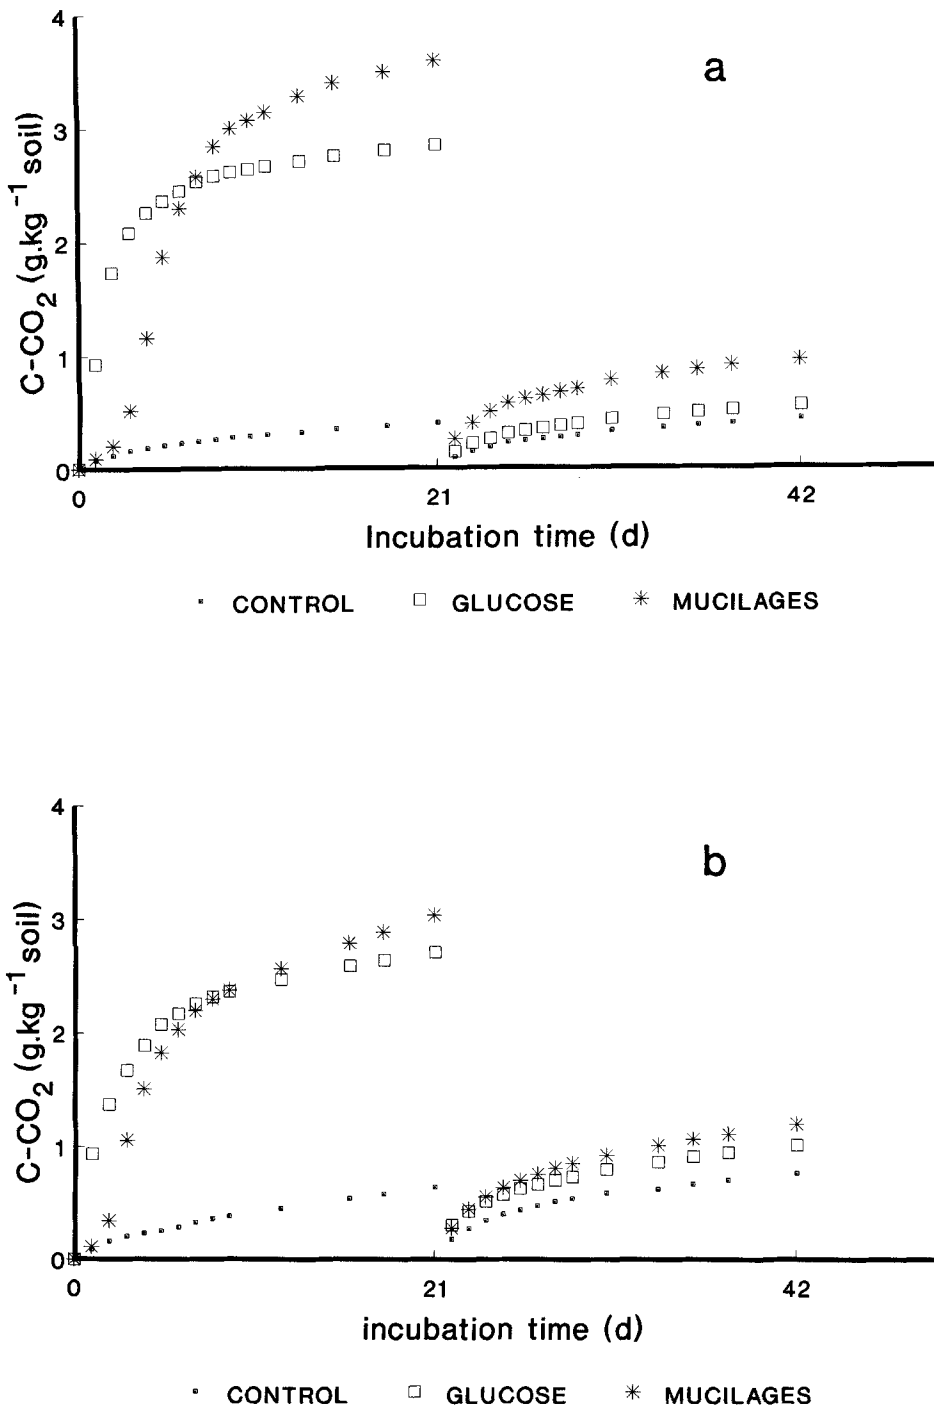 4
a
3
C-CO₂ (g.kg⁻¹ soil)
2
1
0
0 21 42
Incubation time (d)
CONTROL GLUCOSE MUCILAGES
4
b
3
C-CO₂ (g.kg⁻¹ soil)
2
1
0
0 21 42
incubation time (d)
CONTROL GLUCOSE MUCILAGES